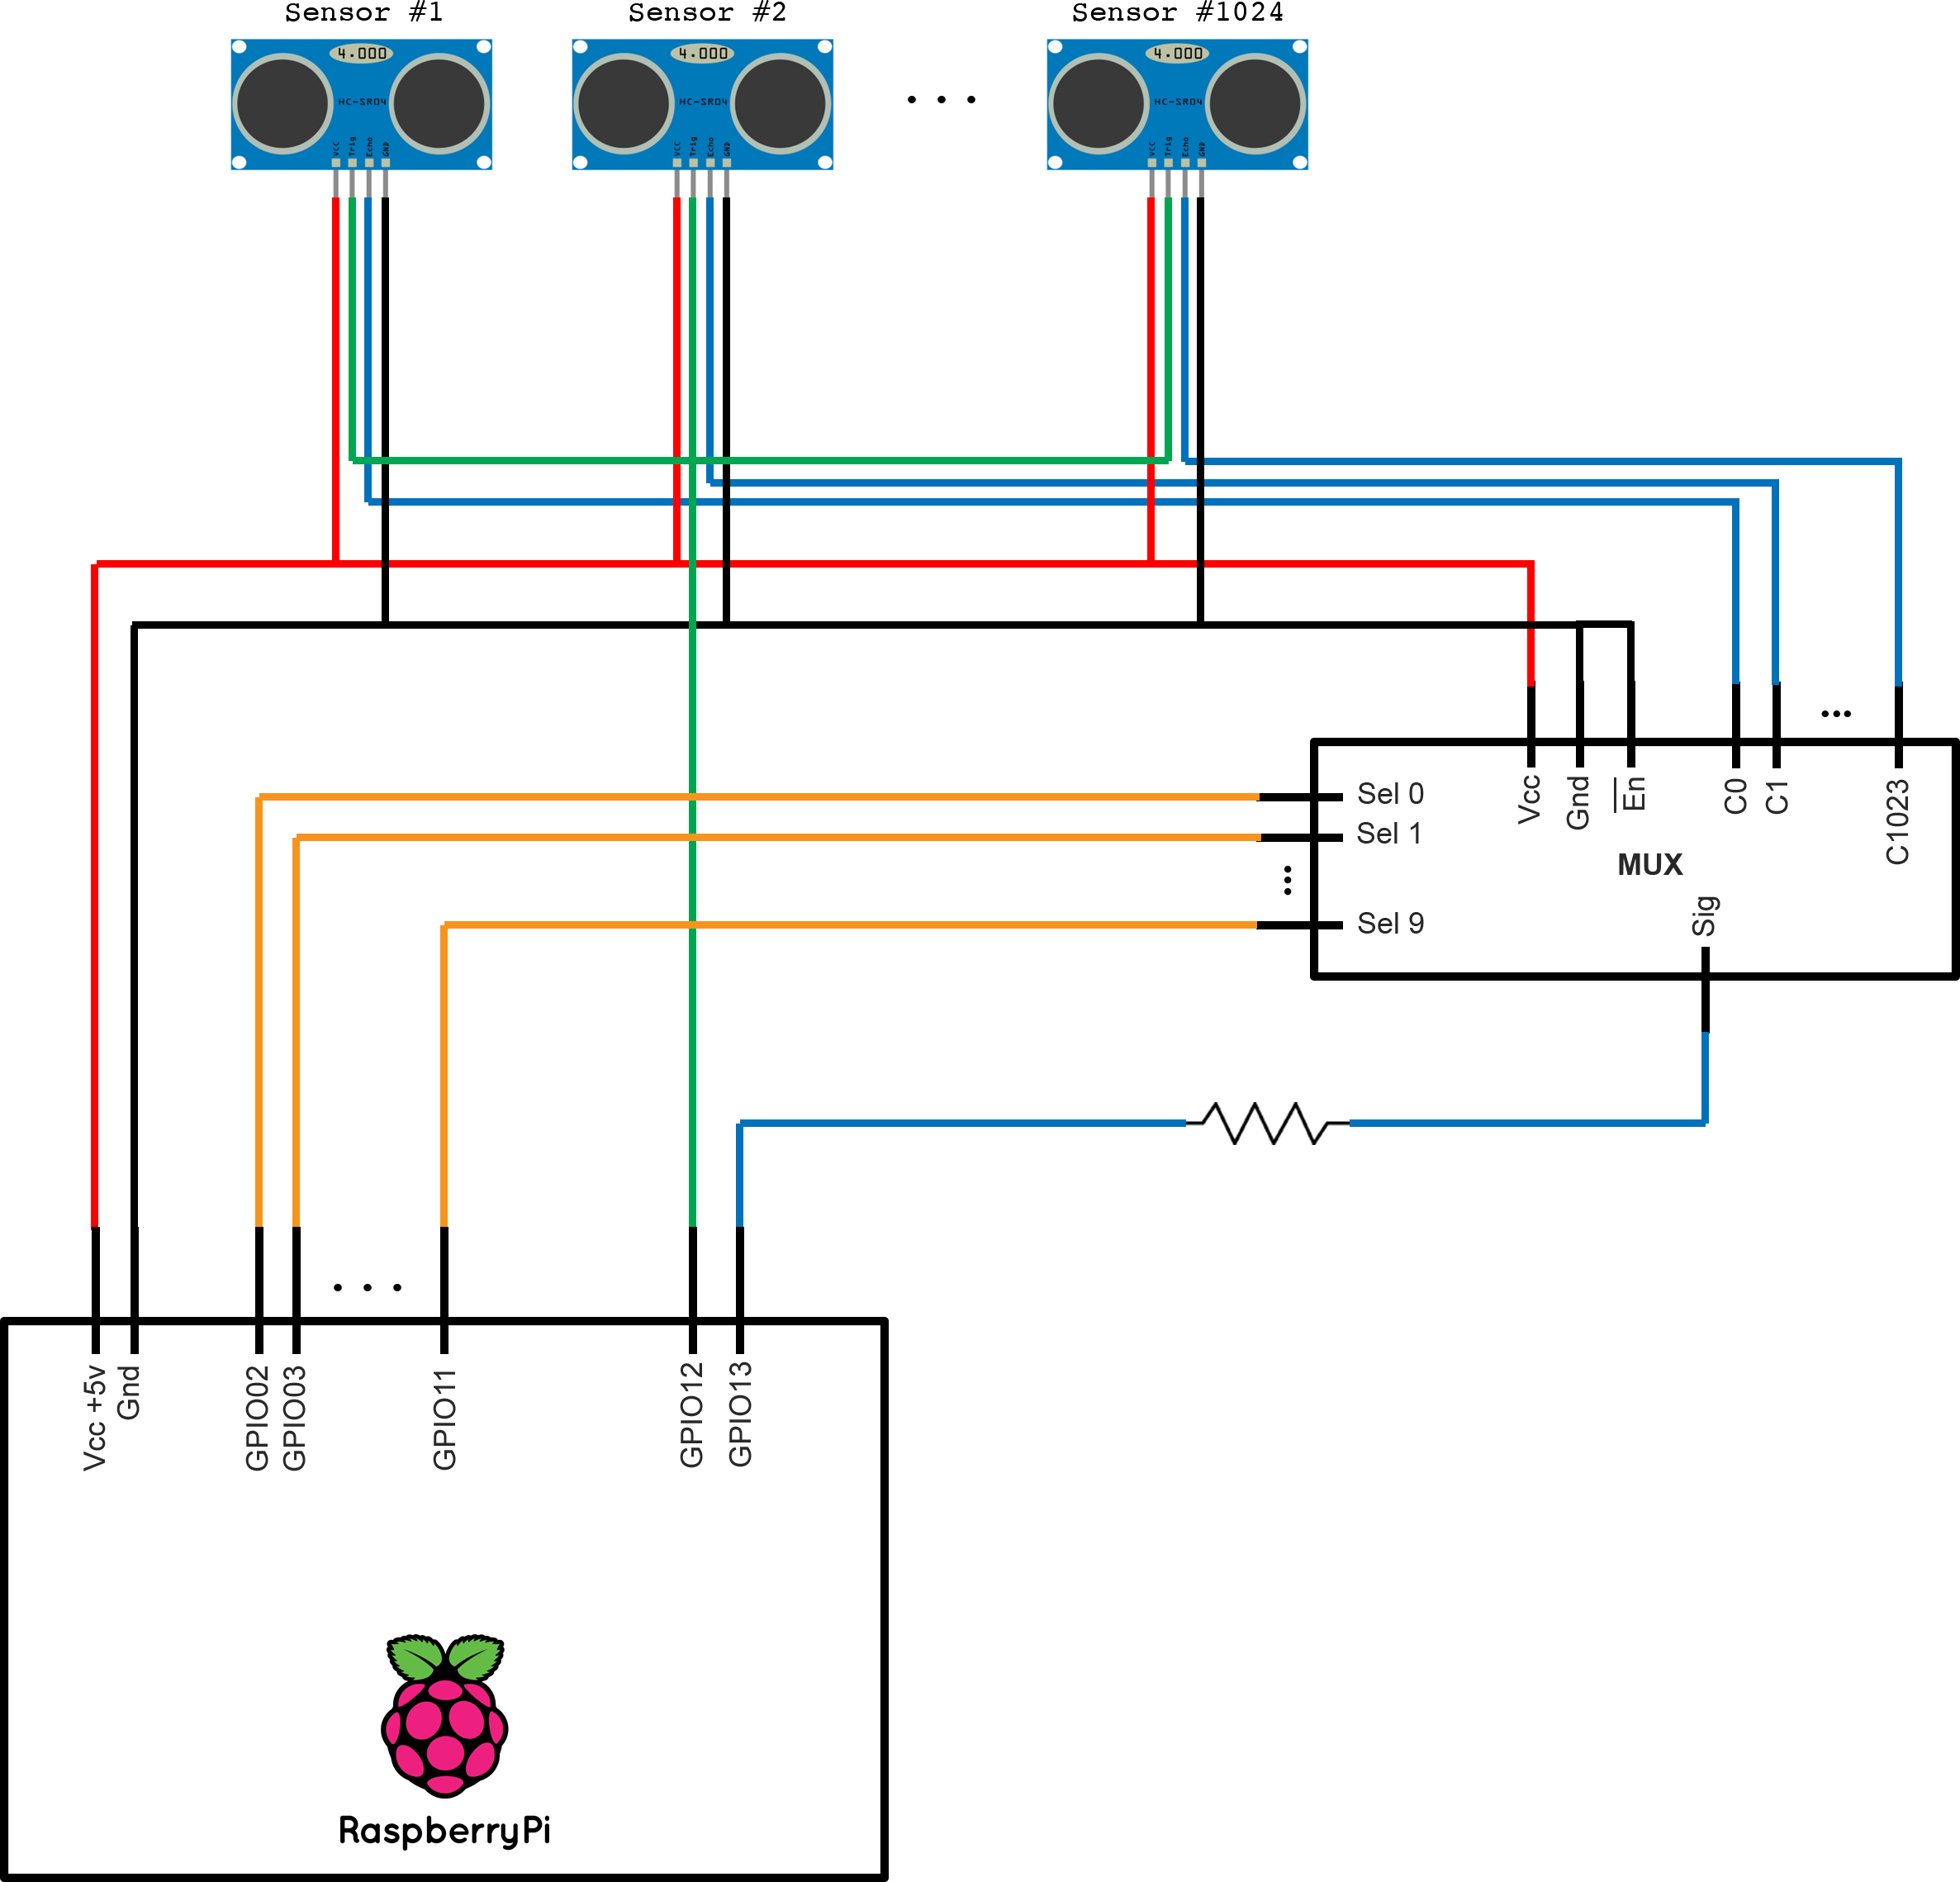 Sensor #1
Sensor #2
Sensor #1024
4.000
HC-SR04
VCC
Trig
Echo
GND
4.000
HC-SR04
VCC
Trig
Echo
GND
. . .
4.000
HC-SR04
VCC
Trig
Echo
GND
...
Sel 0
Sel 1
...
Sel 9
Vcc
Gnd
En
C0
C1
C1023
MUX
Sig
. . .
Vcc +5v
Gnd
GPIO02
GPIO03
GPIO11
GPIO12
GPIO13
RaspberryPi